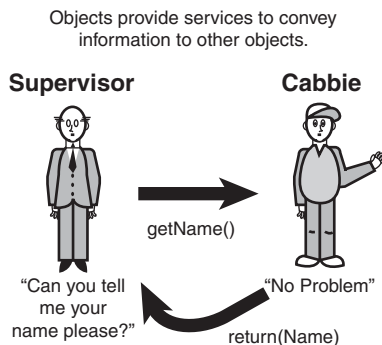 Objects provide services to convey
information to other objects.
Supervisor
Cabbie
getName()
“Can you tell
me your
name please?”
“No Problem”
return(Name)